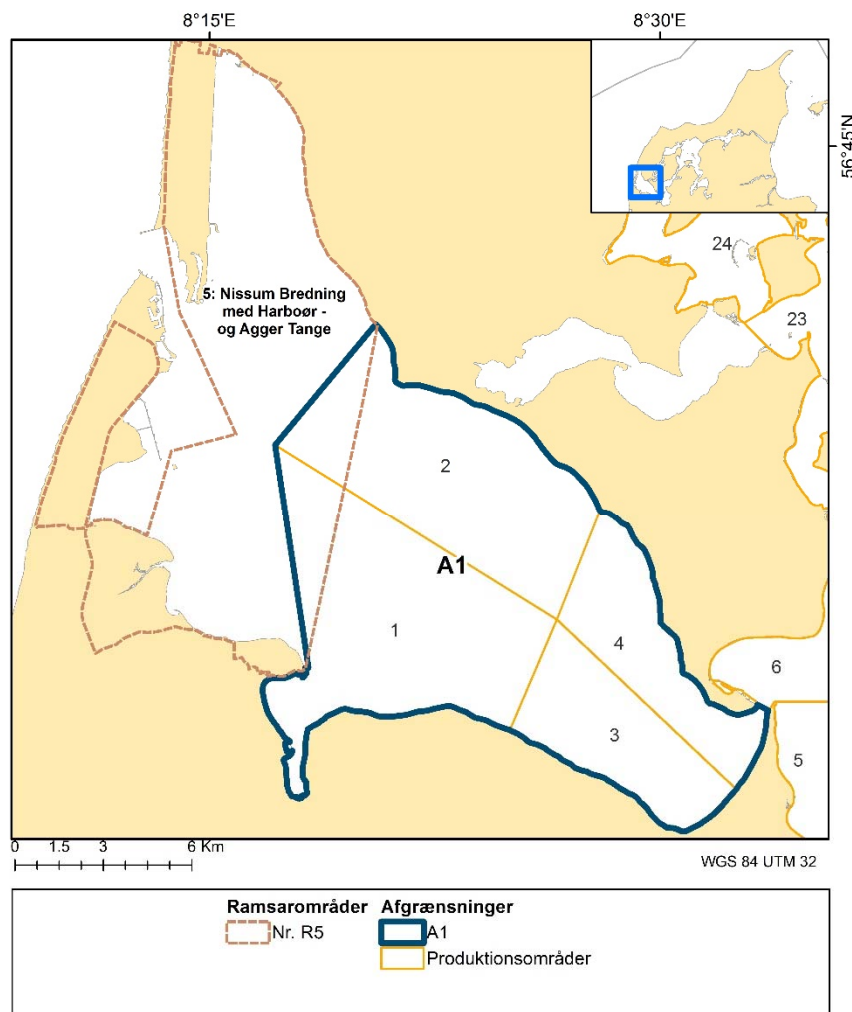 8°15'
8°30'
56°45'N
24
23
5: Nissum Bredning
med Harboør -
og Agger Tange
2
A1
1
4
6
3
5
0 1.5 3 6 Km
WGS 84 UTM 32
Ramsarområder
Nr. R5
Afgrænsninger
A1
Produktionsområder